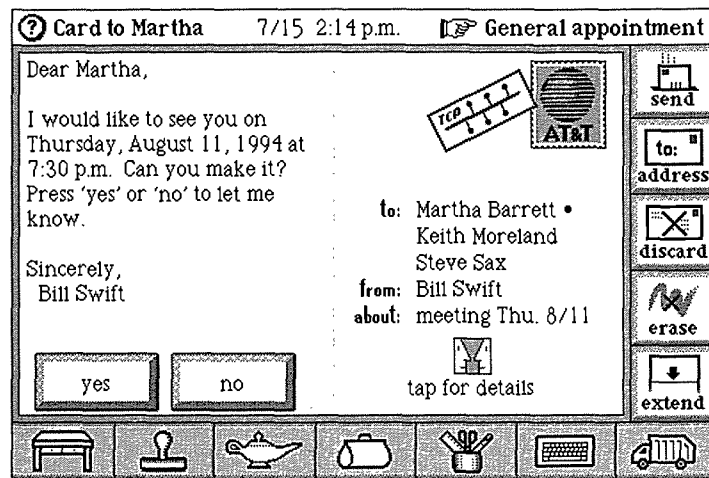 Card to Martha 7/15 2:14 p.m. General appointment
Dear Martha,
I would like to see you on
Thursday, August 11, 1994 at
7:30 p.m. Can you make it?
Press 'yes' or 'no' to let me
know.
Sincerely,
Bill Swift
yes
no
TCP
AT&T
to: Martha Barrett •
Keith Moreland
Steve Sax
from: Bill Swift
about: meeting Thu. 8/11
tap for details
send
to:
address
discard
erase
extend